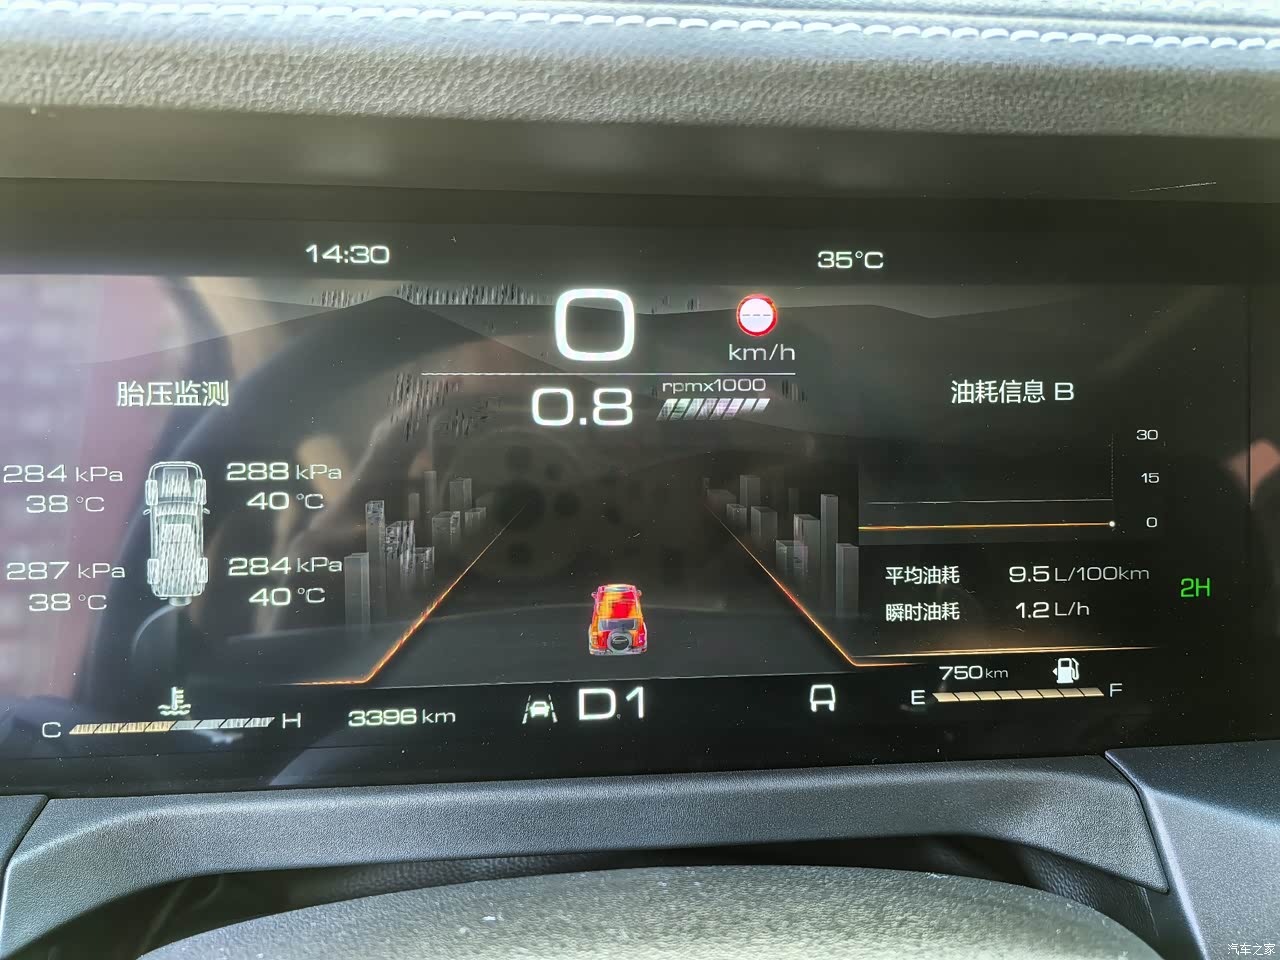 14:30
35°C
0
km/h
0.8
rpmx1000
胎压监测
284 kPa
38 °C
288 kPa
40 °C
287 kPa
38 °C
284 kPa
40 °C
油耗信息 B
30
15
0
平均油耗 9.5 L/100km
瞬时油耗 1.2 L/h
2H
750 km
E
F
C
H
3396 km
D1
汽车之家